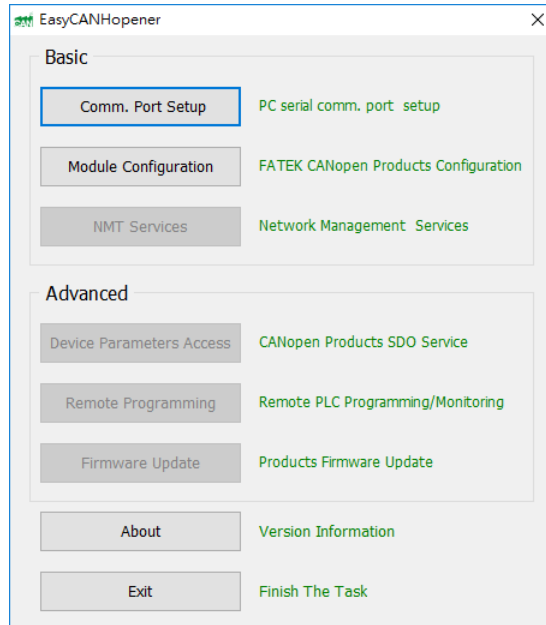 CAN
EasyCANHopener
Basic
Comm. Port Setup PC serial comm. port setup
Module Configuration FATEK CANopen Products Configuration
NMT Services Network Management Services
Advanced
Device Parameters Access CANopen Products SDO Service
Remote Programming Remote PLC Programming/Monitoring
Firmware Update Products Firmware Update
About Version Information
Exit Finish The Task